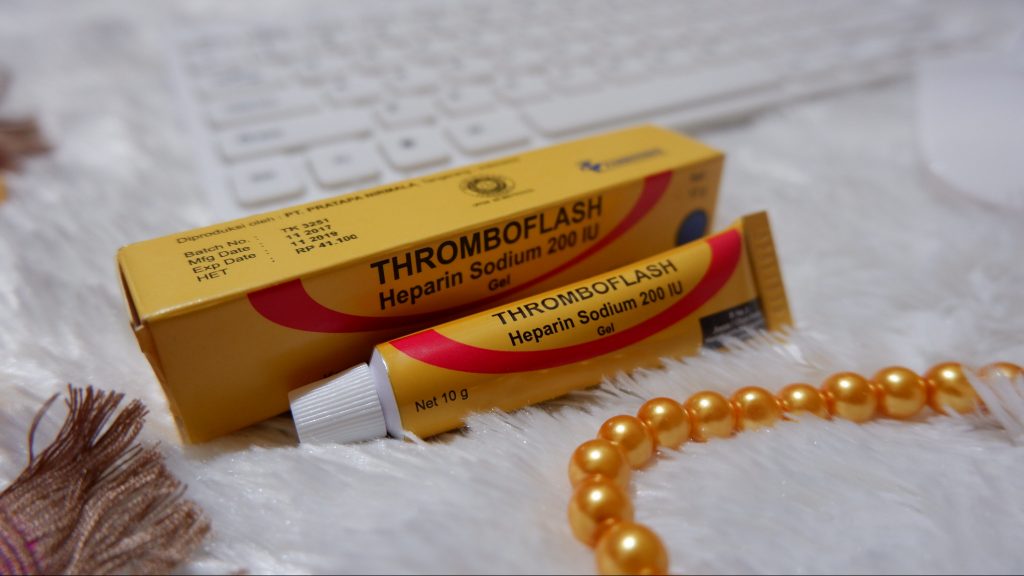 Diproduksi oleh : PT. PRATAPA NIRMALA,
Batch No. : TK 3251
Mfg Date : 11 2017
Exp Date : 11 2019
HET : RP 41.100
THROMBOFLASH
Heparin Sodium 200 IU
Gel
THROMBOFLASH
Heparin Sodium 200 IU
Gel
Net 10 g